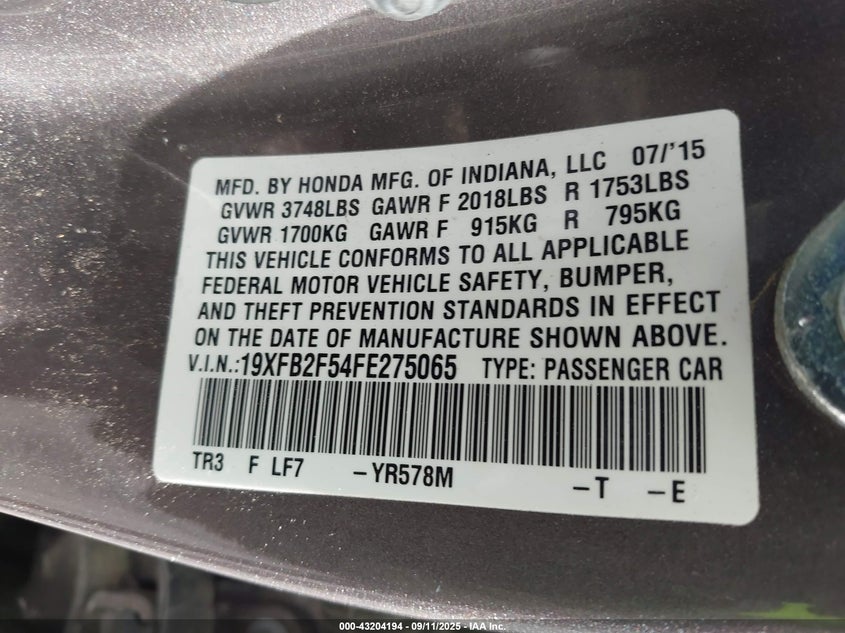 MFD. BY HONDA MFG. OF INDIANA, LLC 07/'15
GVWR 3748LBS GAWR F 2018LBS R 1753LBS
GVWR 1700KG GAWR F 915KG R 795KG
THIS VEHICLE CONFORMS TO ALL APPLICABLE
FEDERAL MOTOR VEHICLE SAFETY, BUMPER,
AND THEFT PREVENTION STANDARDS IN EFFECT
ON THE DATE OF MANUFACTURE SHOWN ABOVE.
V.I.N.:19XFB2F54FE275065 TYPE: PASSENGER CAR
TR3 F LF7 -YR578M -T -E
000-43204194 - 09/11/2025 - IAA Inc.